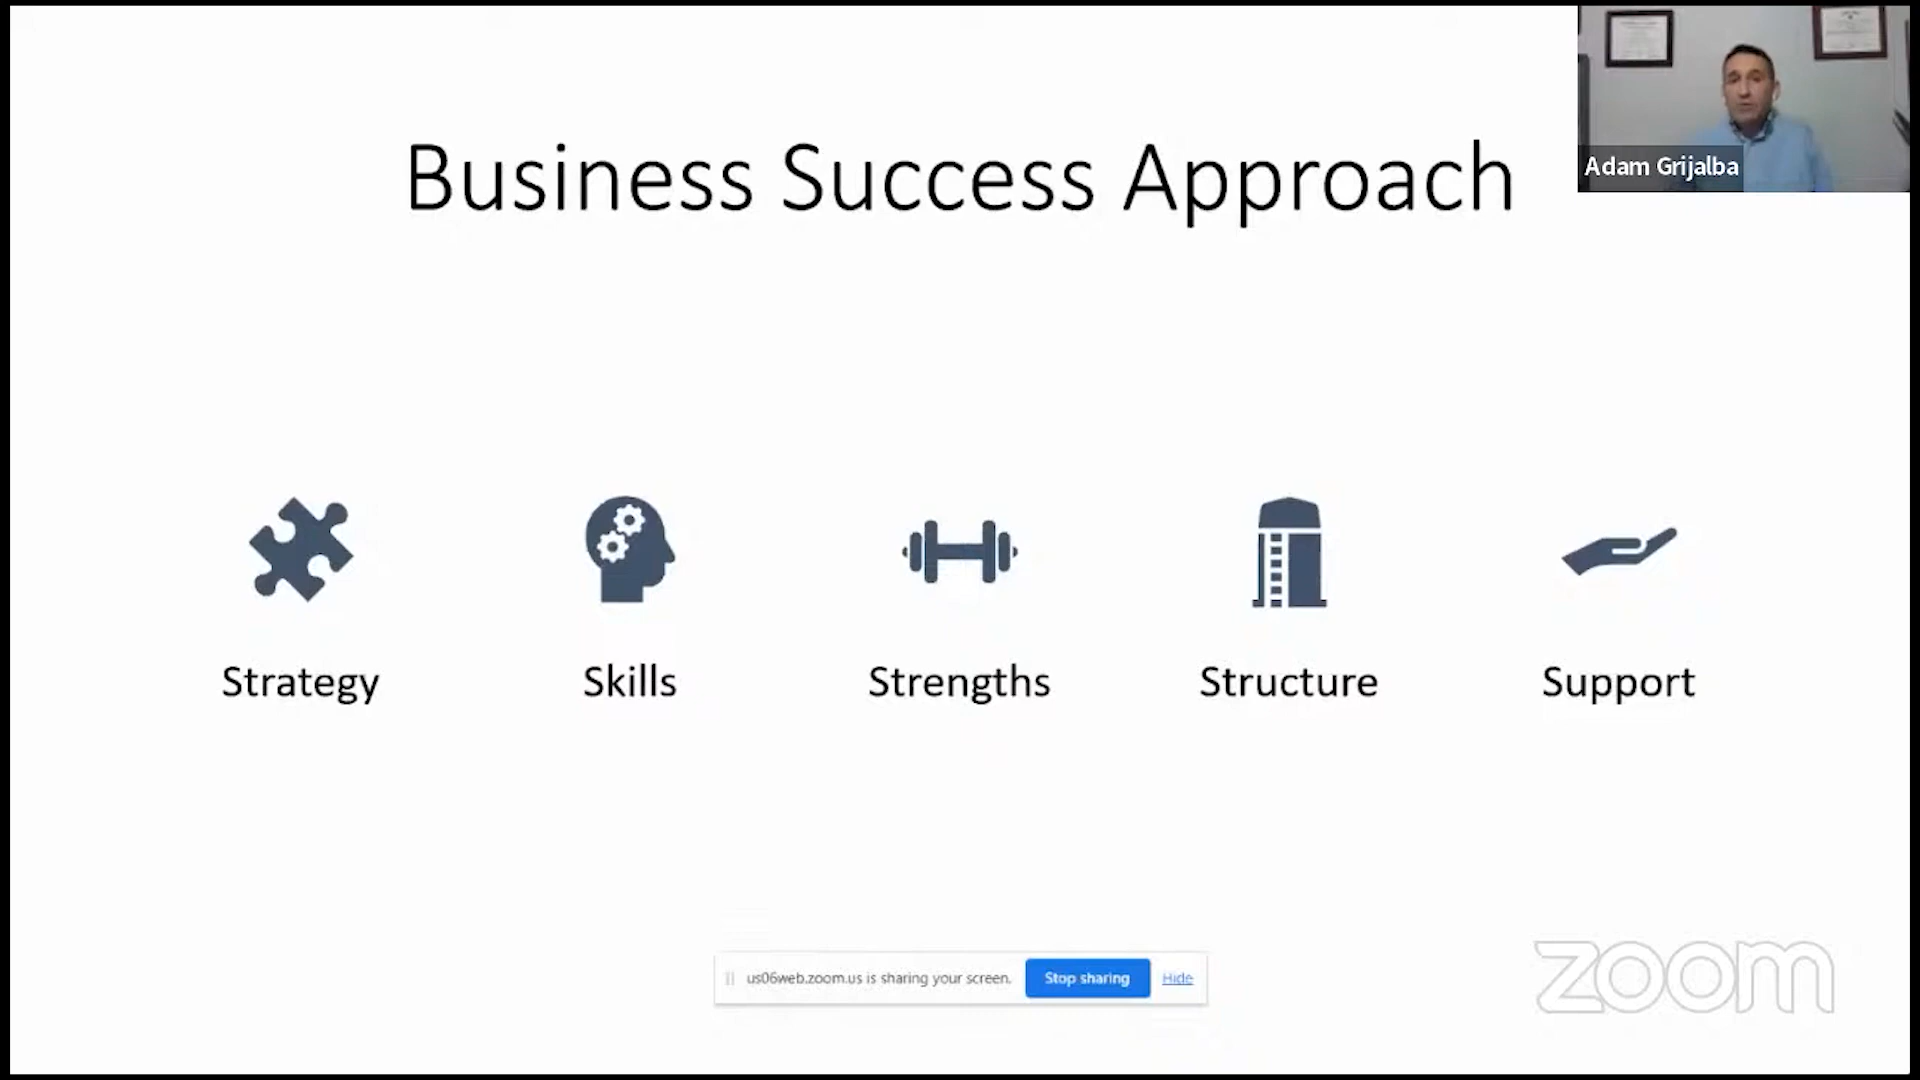 Business Success Approach
Adam Grijalba
Strategy
Skills
Strengths
Structure
Support
us06web.zoom.us is sharing your screen.
Stop sharing
Hide
zoom